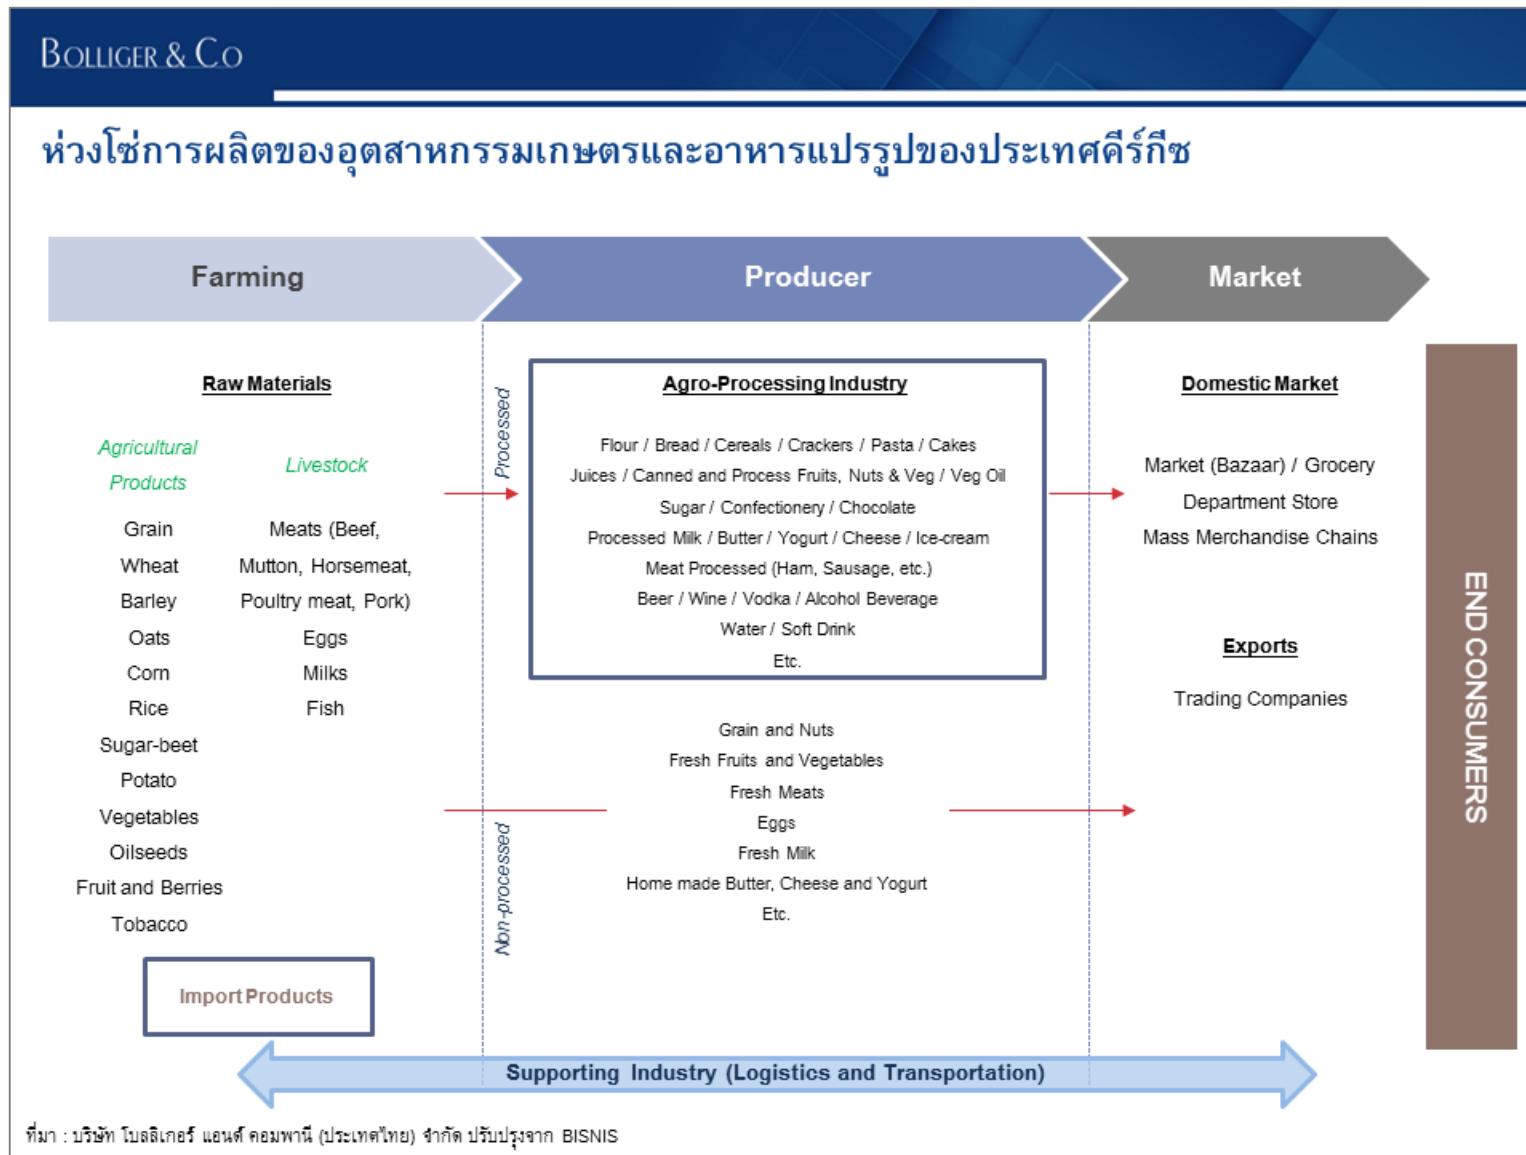 BOLLIGER & CO
ห่วงโซ่การผลิตของอุตสาหกรรมเกษตรและอาหารแปรรูปของประเทศคีร์กีซ
Farming
Producer
Market
Raw Materials
Agricultural
Products
Livestock
Grain
Wheat
Barley
Oats
Corn
Rice
Sugar-beet
Potato
Vegetables
Oilseeds
Fruit and Berries
Tobacco
Meats (Beef,
Mutton, Horsemeat,
Poultry meat, Pork)
Eggs
Milks
Fish
Import Products
Processed
Agro-Processing Industry
Flour / Bread / Cereals / Crackers / Pasta / Cakes
Juices / Canned and Process Fruits, Nuts & Veg / Veg Oil
Sugar / Confectionery / Chocolate
Processed Milk / Butter / Yogurt / Cheese / Ice-cream
Meat Processed (Ham, Sausage, etc.)
Beer / Wine / Vodka / Alcohol Beverage
Water / Soft Drink
Etc.
Non-processed
Grain and Nuts
Fresh Fruits and Vegetables
Fresh Meats
Eggs
Fresh Milk
Home made Butter, Cheese and Yogurt
Etc.
Domestic Market
Market (Bazaar) / Grocery
Department Store
Mass Merchandise Chains
Exports
Trading Companies
END CONSUMERS
Supporting Industry (Logistics and Transportation)
ที่มา : บริษัท โบลลิเกอร์ แอนด์ คอมพานี (ประเทศไทย) จำกัด ปรับปรุงจาก BISNIS